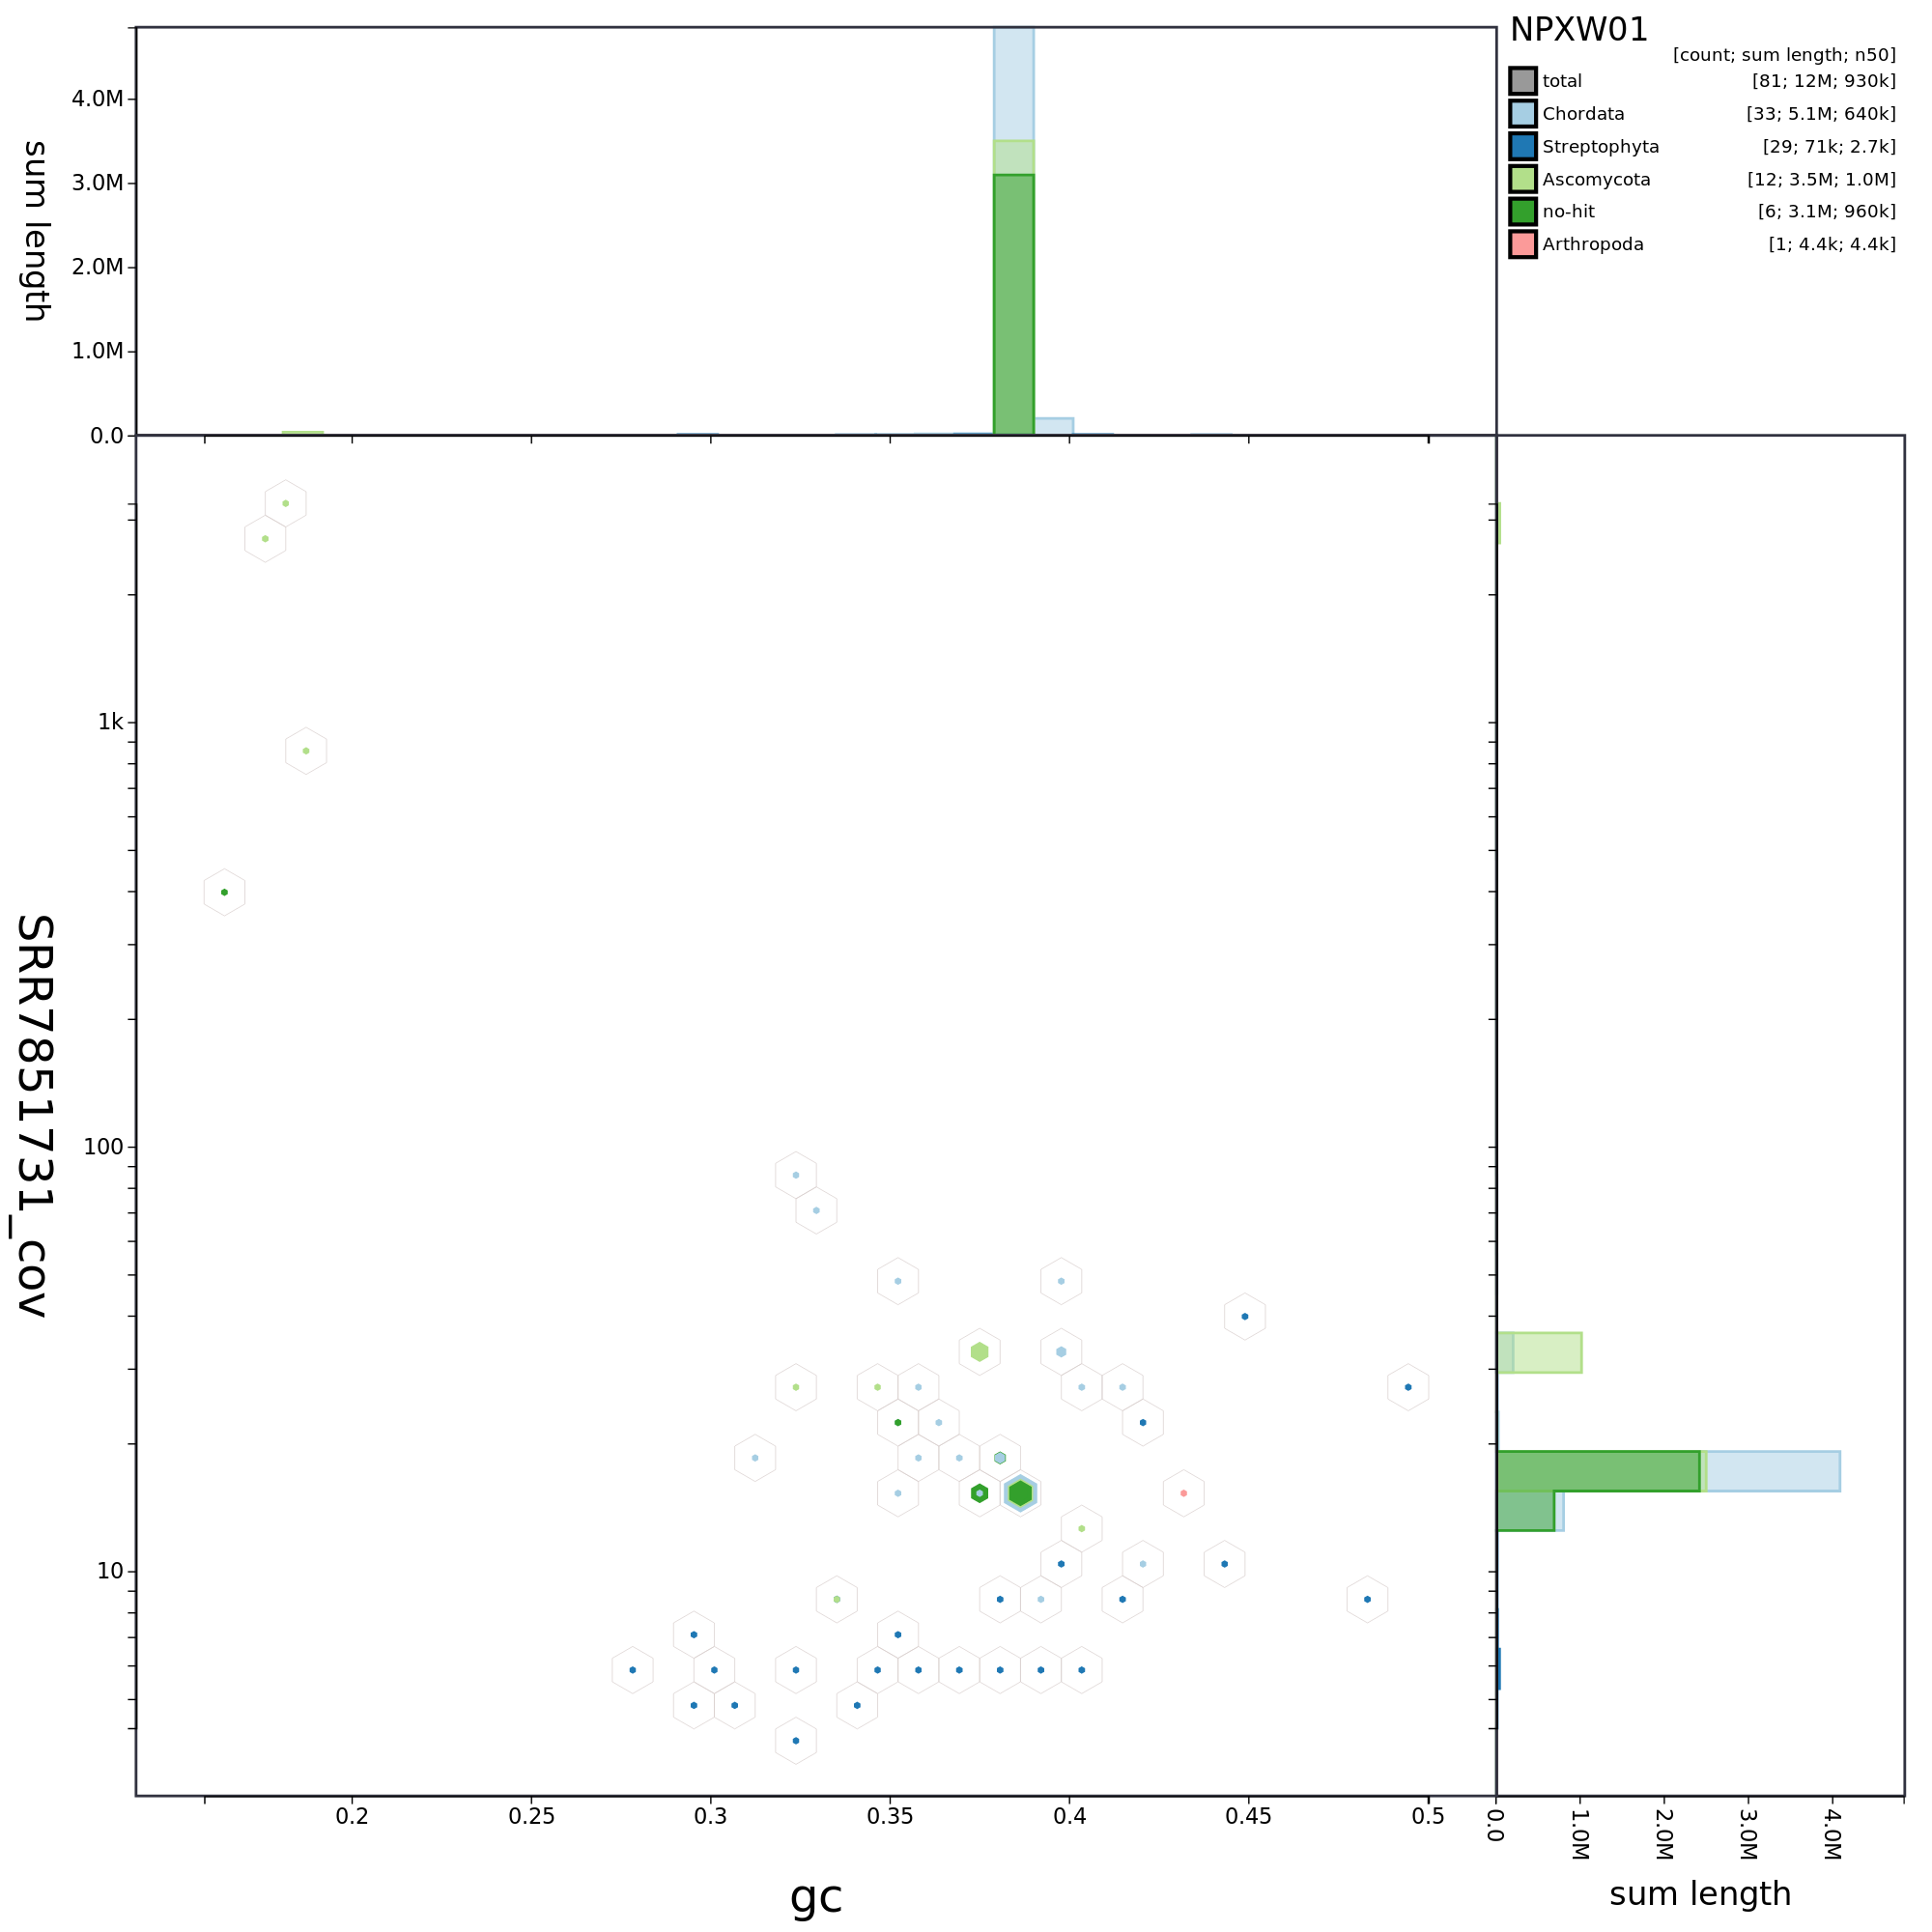 NPXW01
[count; sum length; n50]
total [81; 12M; 930k]
Chordata [33; 5.1M; 640k]
Streptophyta [29; 71k; 2.7k]
Ascomycota [12; 3.5M; 1.0M]
no-hit [6; 3.1M; 960k]
Arthropoda [1; 4.4k; 4.4k]
sum length
4.0M
3.0M
2.0M
1.0M
0.0
SRR7851731_cov
1k
100
10
0.2 0.25 0.3 0.35 0.4 0.45 0.5
gc
0.0 1.0M 2.0M 3.0M 4.0M
sum length